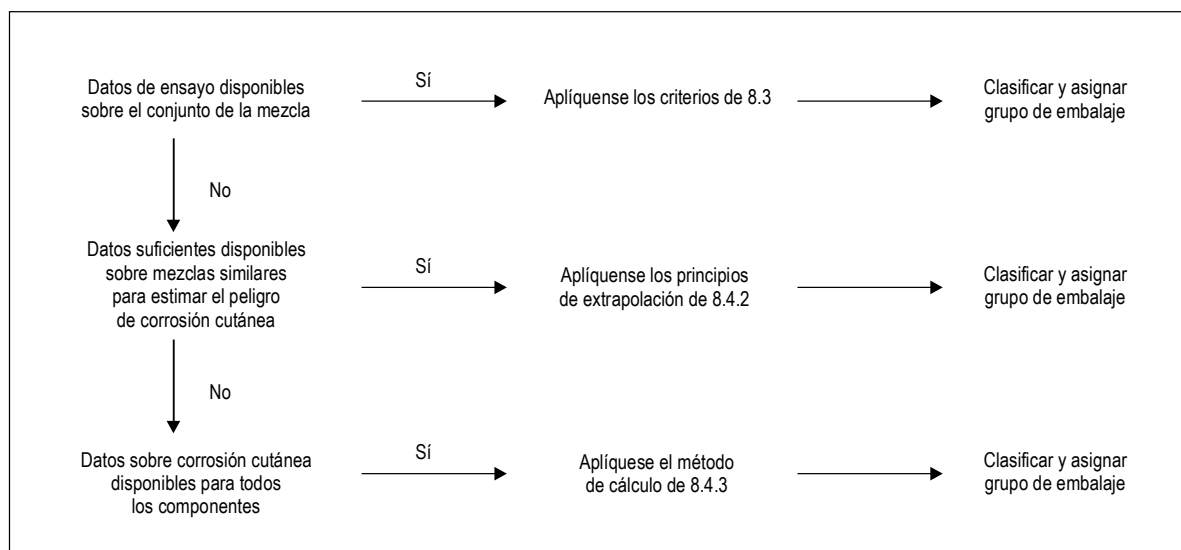 Datos de ensayo disponibles
sobre el conjunto de la mezcla
Sí
Aplíquense los criterios de 8.3
Clasificar y asignar
grupo de embalaje
No
Datos suficientes disponibles
sobre mezclas similares
para estimar el peligro
de corrosión cutánea
Sí
Aplíquense los principios
de extrapolación de 8.4.2
Clasificar y asignar
grupo de embalaje
No
Datos sobre corrosión cutánea
disponibles para todos
los componentes
Sí
Aplíquese el método
de cálculo de 8.4.3
Clasificar y asignar
grupo de embalaje